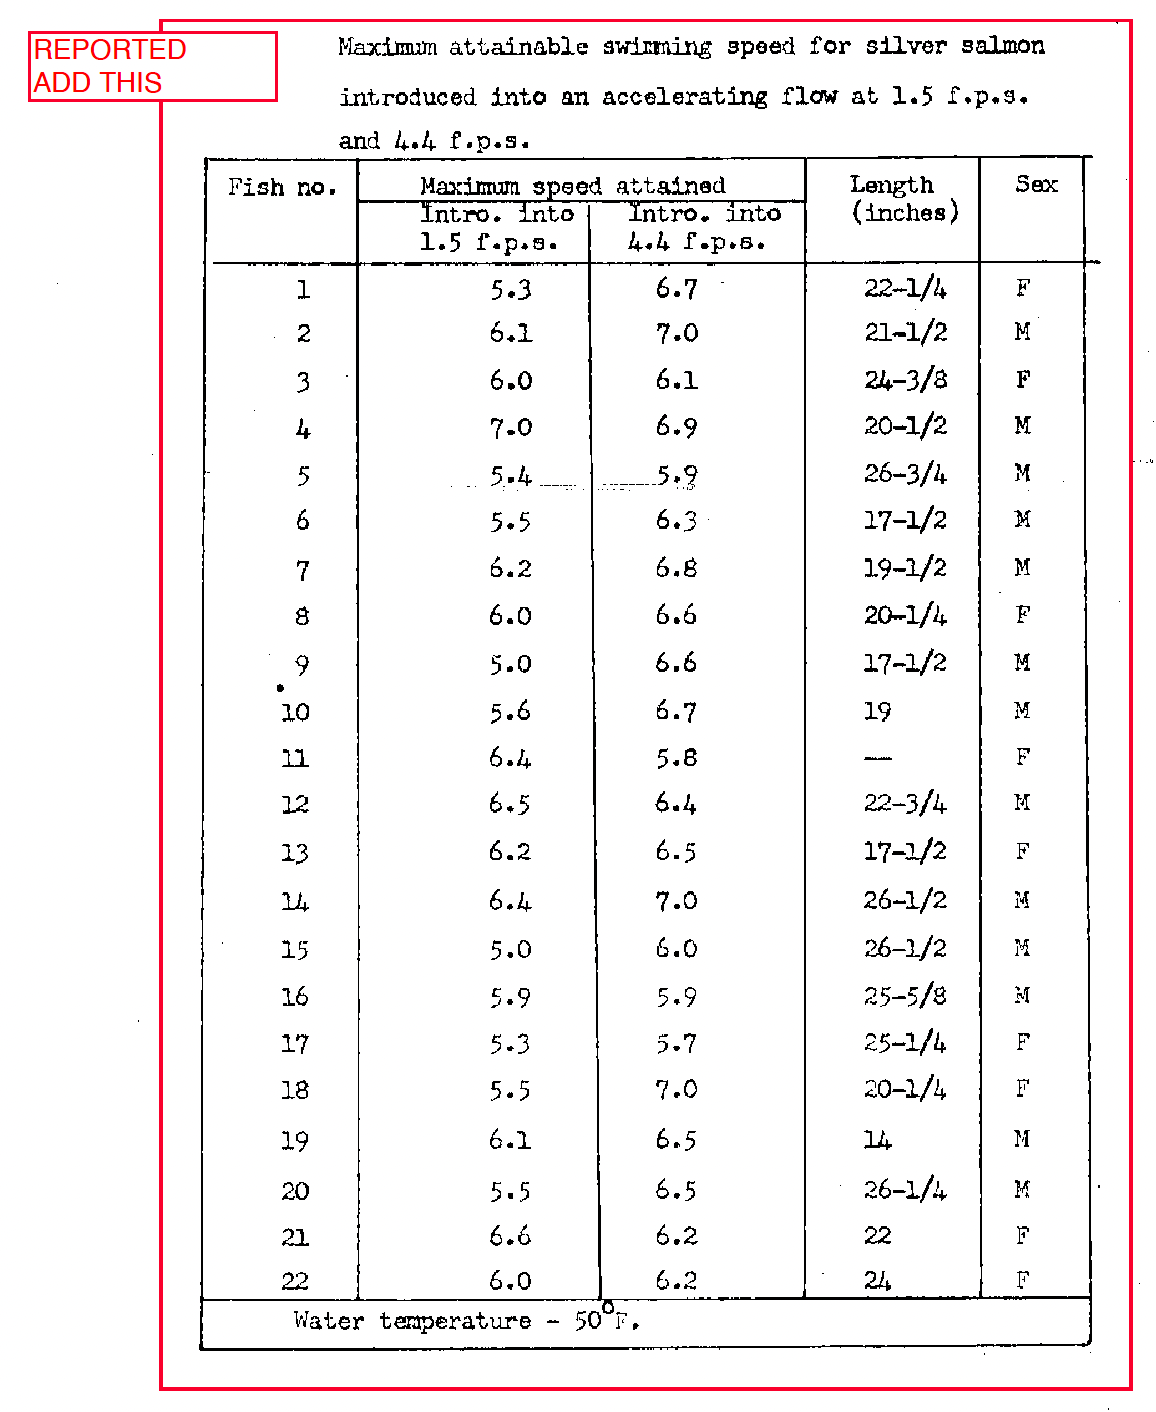 REPORTED
ADD THIS
Maximum attainable swimming speed for silver salmon
introduced into an accelerating flow at 1.5 f.p.s.
and 4.4 f.p.s.
Fish no. Maximum speed attained Length (inches) Sex
Intro. into 1.5 f.p.s. Intro. into 4.4 f.p.s.
1 5.3 6.7 22-1/4 F
2 6.1 7.0 21-1/2 M
3 6.0 6.1 24-3/8 F
4 7.0 6.9 20-1/2 M
5 5.4 5.9 26-3/4 M
6 5.5 6.3 17-1/2 M
7 6.2 6.8 19-1/2 M
8 6.0 6.6 20-1/4 F
9 5.0 6.6 17-1/2 M
10 5.6 6.7 19 M
11 6.4 5.8 — F
12 6.5 6.4 22-3/4 M
13 6.2 6.5 17-1/2 F
14 6.4 7.0 26-1/2 M
15 5.0 6.0 26-1/2 M
16 5.9 5.9 25-5/8 M
17 5.3 5.7 25-1/4 F
18 5.5 7.0 20-1/4 F
19 6.1 6.5 14 M
20 5.5 6.5 26-1/4 M
21 6.6 6.2 22 F
22 6.0 6.2 24 F
Water temperature - 50°F.